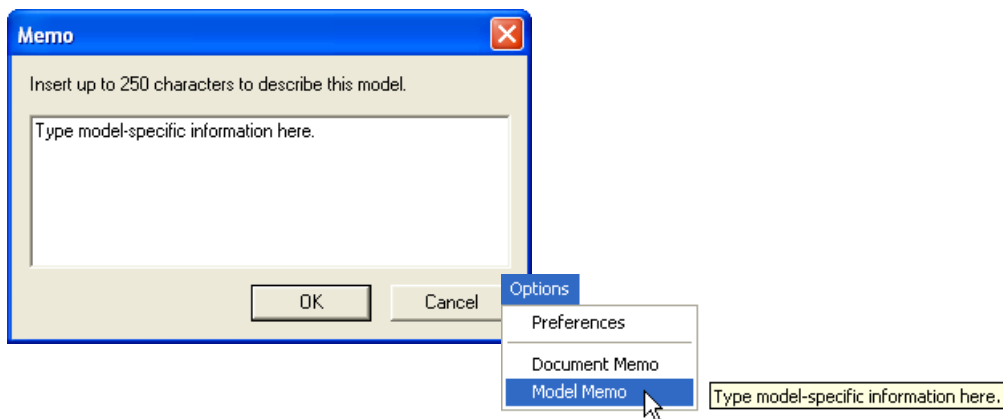 Memo
Insert up to 250 characters to describe this model.
Type model-specific information here.
OK Cancel
Options
Preferences
Document Memo
Model Memo
Type model-specific information here.